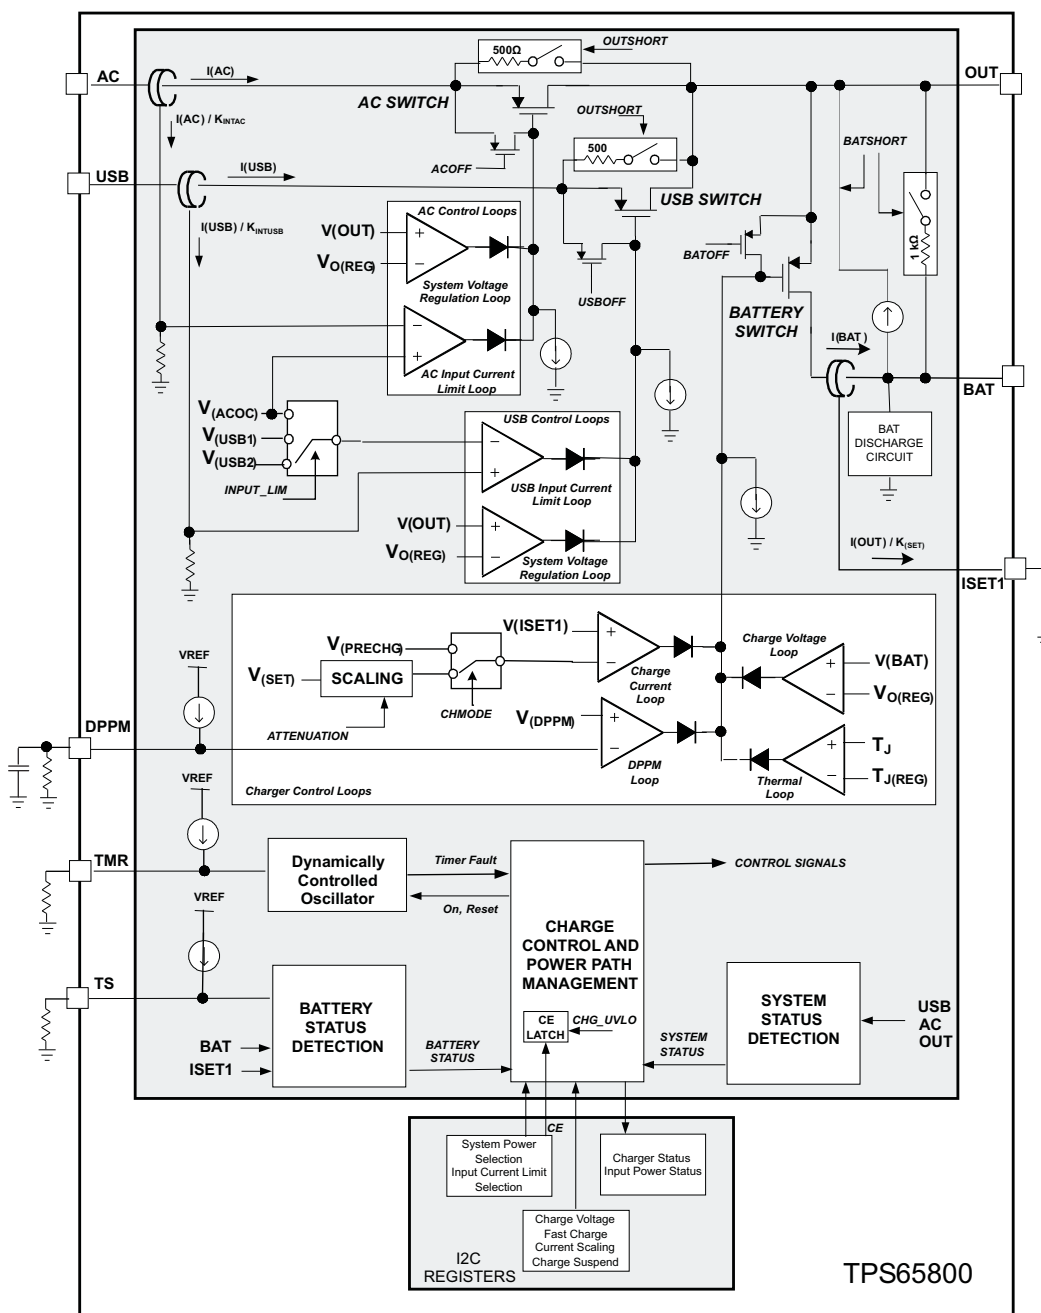 OUTSHORT
500Ω
AC
I(AC)
OUT
AC SWITCH
OUTSHORT
I(AC) / KINTAC
500
BATSHORT
ACOFF
USB
I(USB)
USB SWITCH
I(USB) / KINTUSB
AC Control Loops
V(OUT)
VO(REG)
System Voltage
Regulation Loop
USBOFF
BATOFF
1 kΩ
BATTERY
SWITCH
I(BAT)
AC Input Current
Limit Loop
BAT
V(ACOC)
V(USB1)
V(USB2)
INPUT_LIM
USB Control Loops
USB Input Current
Limit Loop
BAT
DISCHARGE
CIRCUIT
V(OUT)
VO(REG)
System Voltage
Regulation Loop
I(OUT) / K(SET)
ISET1
V(ISET1)
V(PRECHG)
V(SET)
SCALING
CHMODE
ATTENUATION
Charge
Current
Loop
Charge Voltage
Loop
V(BAT)
VO(REG)
VREF
DPPM
V(DPPM)
DPPM
Loop
TJ
TJ(REG)
Thermal
Loop
Charger Control Loops
VREF
TMR
Dynamically
Controlled
Oscillator
Timer Fault
On, Reset
CONTROL SIGNALS
VREF
CHARGE
CONTROL AND
POWER PATH
MANAGEMENT
TS
BATTERY
STATUS
DETECTION
BAT
ISET1
BATTERY
STATUS
CE
LATCH
CHG_UVLO
SYSTEM
STATUS
SYSTEM
STATUS
DETECTION
USB
AC
OUT
CE
System Power
Selection
Input Current Limit
Selection
Charger Status
Input Power Status
Charge Voltage
Fast Charge
Current Scaling
Charge Suspend
I2C
REGISTERS
TPS65800